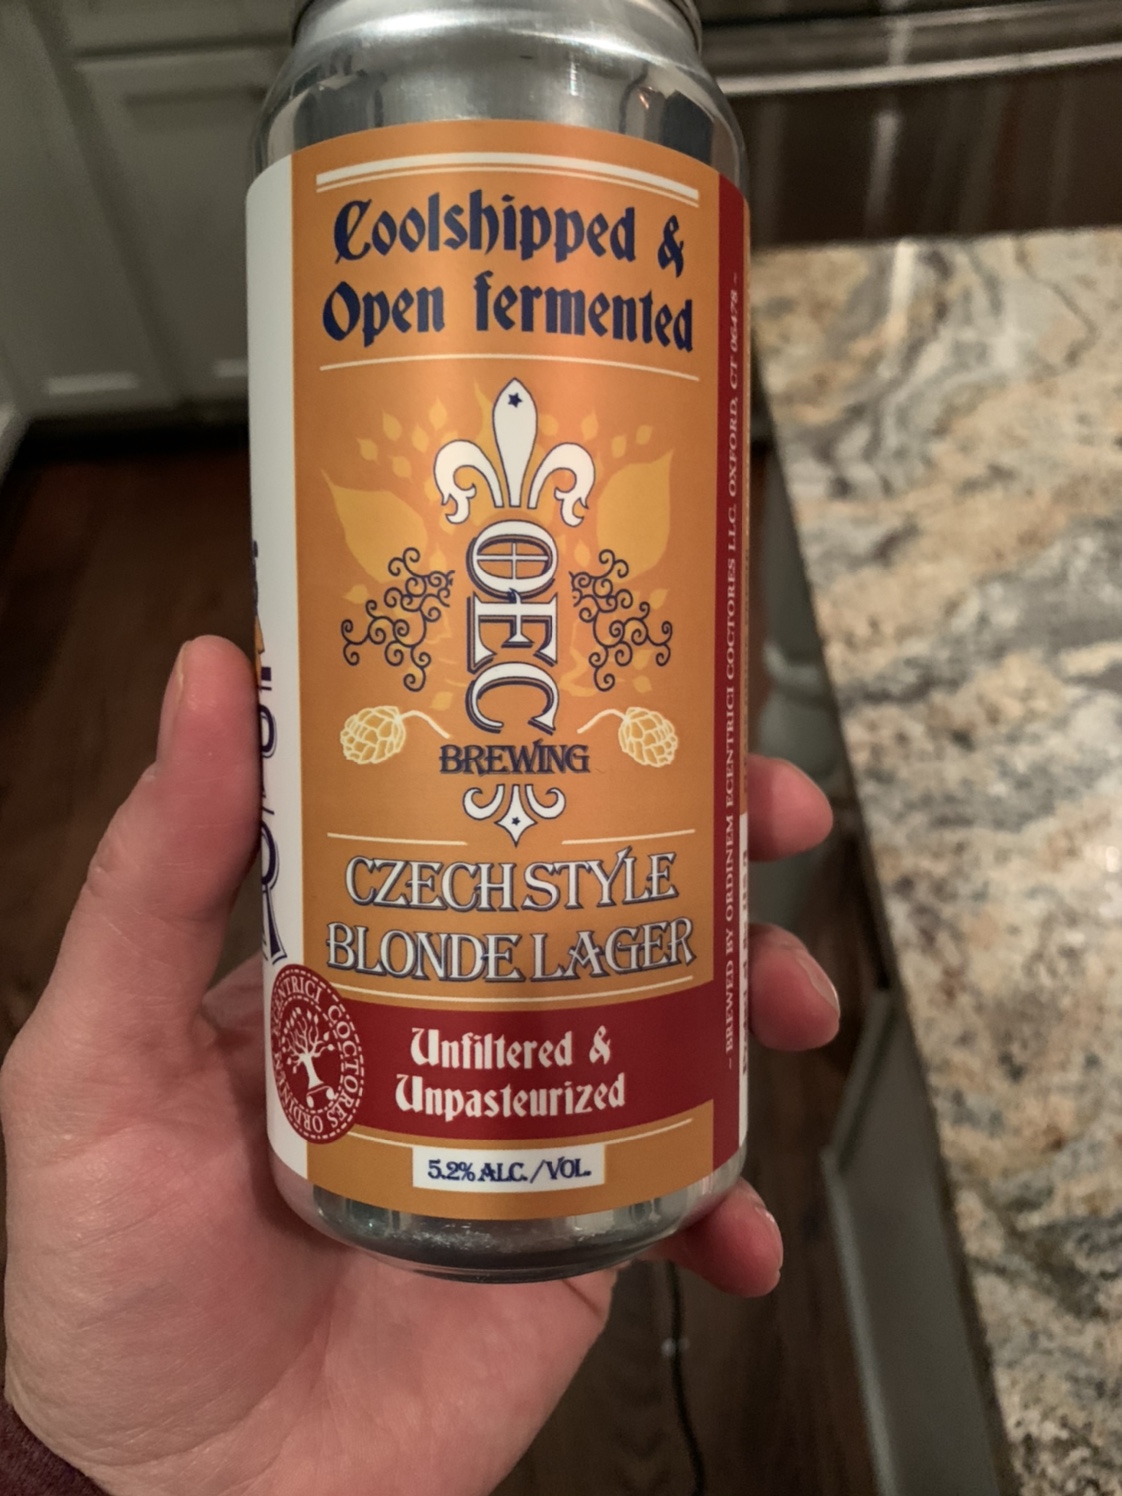 Coolshipped &
Open fermented
OEC
BREWING
CZECH STYLE
BLONDE LAGER
Unfiltered &
Unpasteurized
5.2% ALC./VOL.
ORDINEM ECENTRICI COCTORES
~ BREWED BY ORDINEM ECENTRICI COCTORES LLC. OXFORD, CT 06478 ~